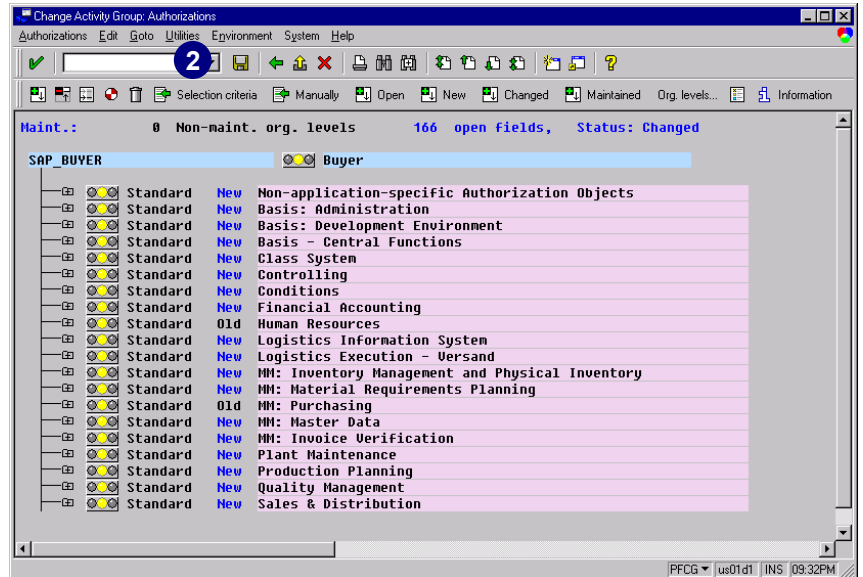 Change Activity Group: Authorizations
Authorizations Edit Goto Utilities Environment System Help
2
Selection criteria Manually Open New Changed Maintained Org. levels... Information
Maint.: 0 Non-maint. org. levels 166 open fields, Status: Changed
SAP_BUYER Buyer
Standard New Non-application-specific Authorization Objects
Standard New Basis: Administration
Standard New Basis: Development Environment
Standard New Basis - Central Functions
Standard New Class System
Standard New Controlling
Standard New Conditions
Standard New Financial Accounting
Standard Old Human Resources
Standard New Logistics Information System
Standard New Logistics Execution - Versand
Standard New MM: Inventory Management and Physical Inventory
Standard New MM: Material Requirements Planning
Standard Old MM: Purchasing
Standard New MM: Master Data
Standard New MM: Invoice Verification
Standard New Plant Maintenance
Standard New Production Planning
Standard New Quality Management
Standard New Sales & Distribution
PFCG us01d1 INS 09:32PM